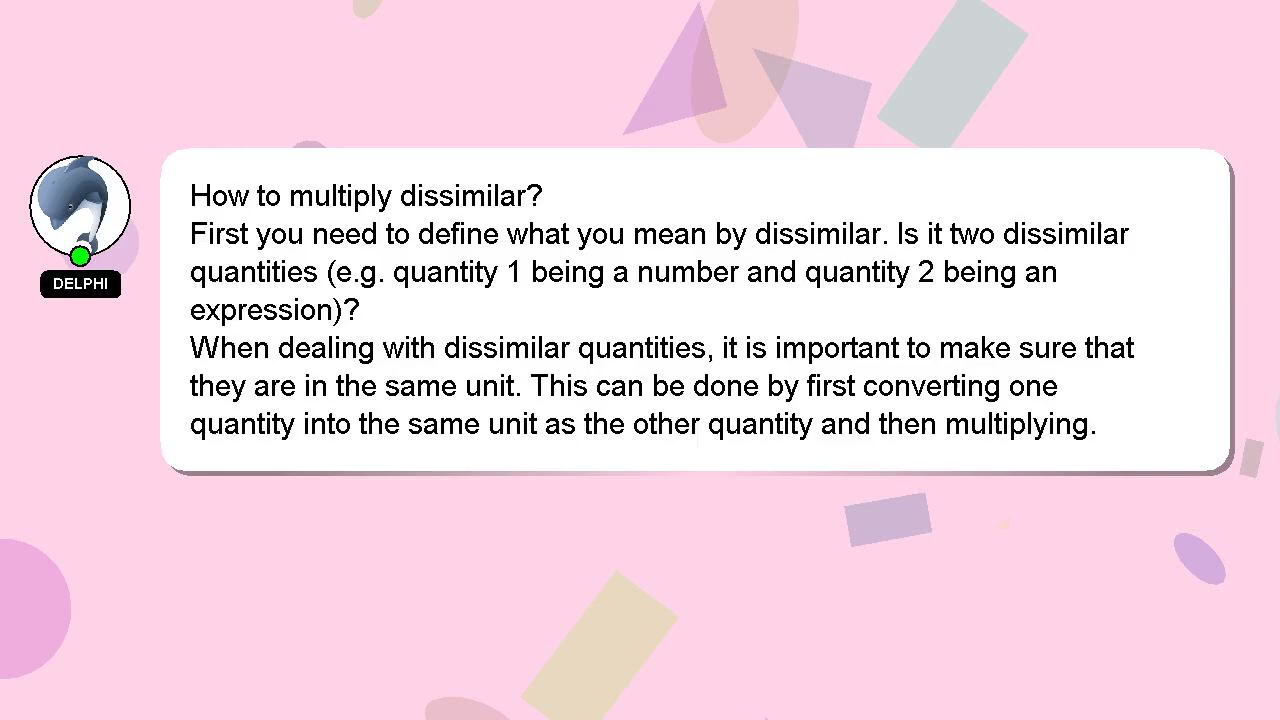 How to multiply dissimilar?
First you need to define what you mean by dissimilar. Is it two dissimilar
quantities (e.g. quantity 1 being a number and quantity 2 being an
expression)?
When dealing with dissimilar quantities, it is important to make sure that
they are in the same unit. This can be done by first converting one
quantity into the same unit as the other quantity and then multiplying.
DELPHI